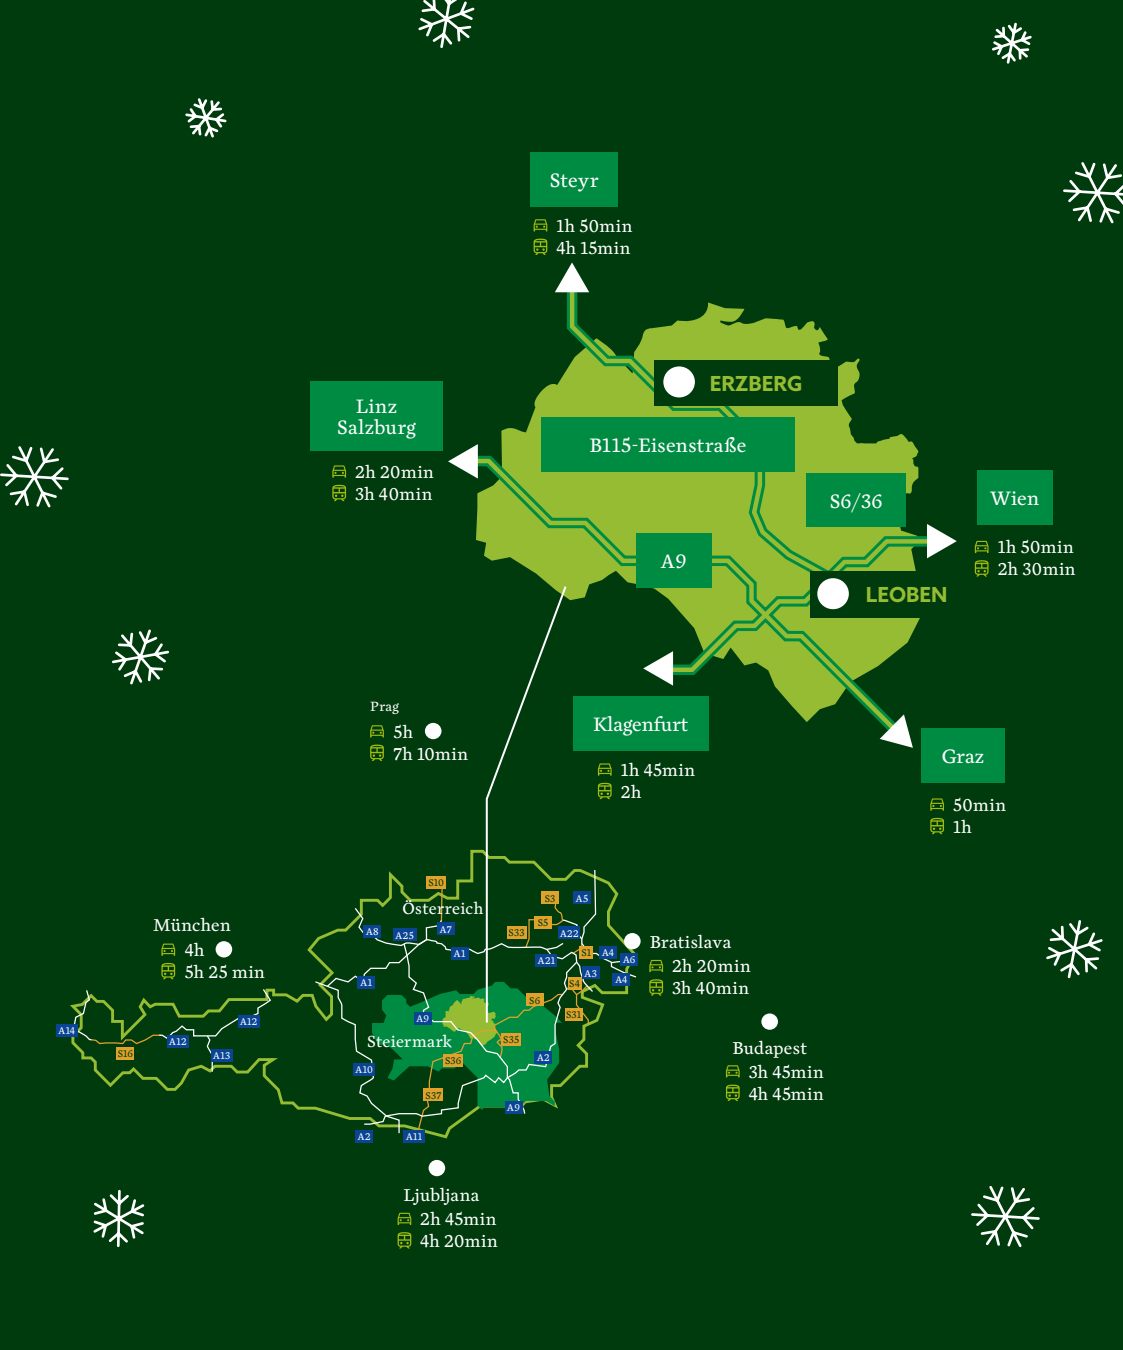 Steyr
1h 50min
4h 15min
ERZBERG
Linz
Salzburg
2h 20min
3h 40min
B115-Eisenstraße
S6/36
Wien
1h 50min
2h 30min
A9
LEOBEN
Klagenfurt
1h 45min
2h
Graz
50min
1h
Prag
5h
7h 10min
S10
Österreich
S3
A5
A8
A25
A7
S33
S5
A22
A1
A21
S1
A4
A6
München
4h
5h 25 min
Bratislava
2h 20min
3h 40min
A1
A3
A4
S4
S6
S31
A14
S16
A12
A12
A13
A9
Steiermark
S35
S36
A2
A10
S37
A9
A2
A11
Budapest
3h 45min
4h 45min
Ljubljana
2h 45min
4h 20min